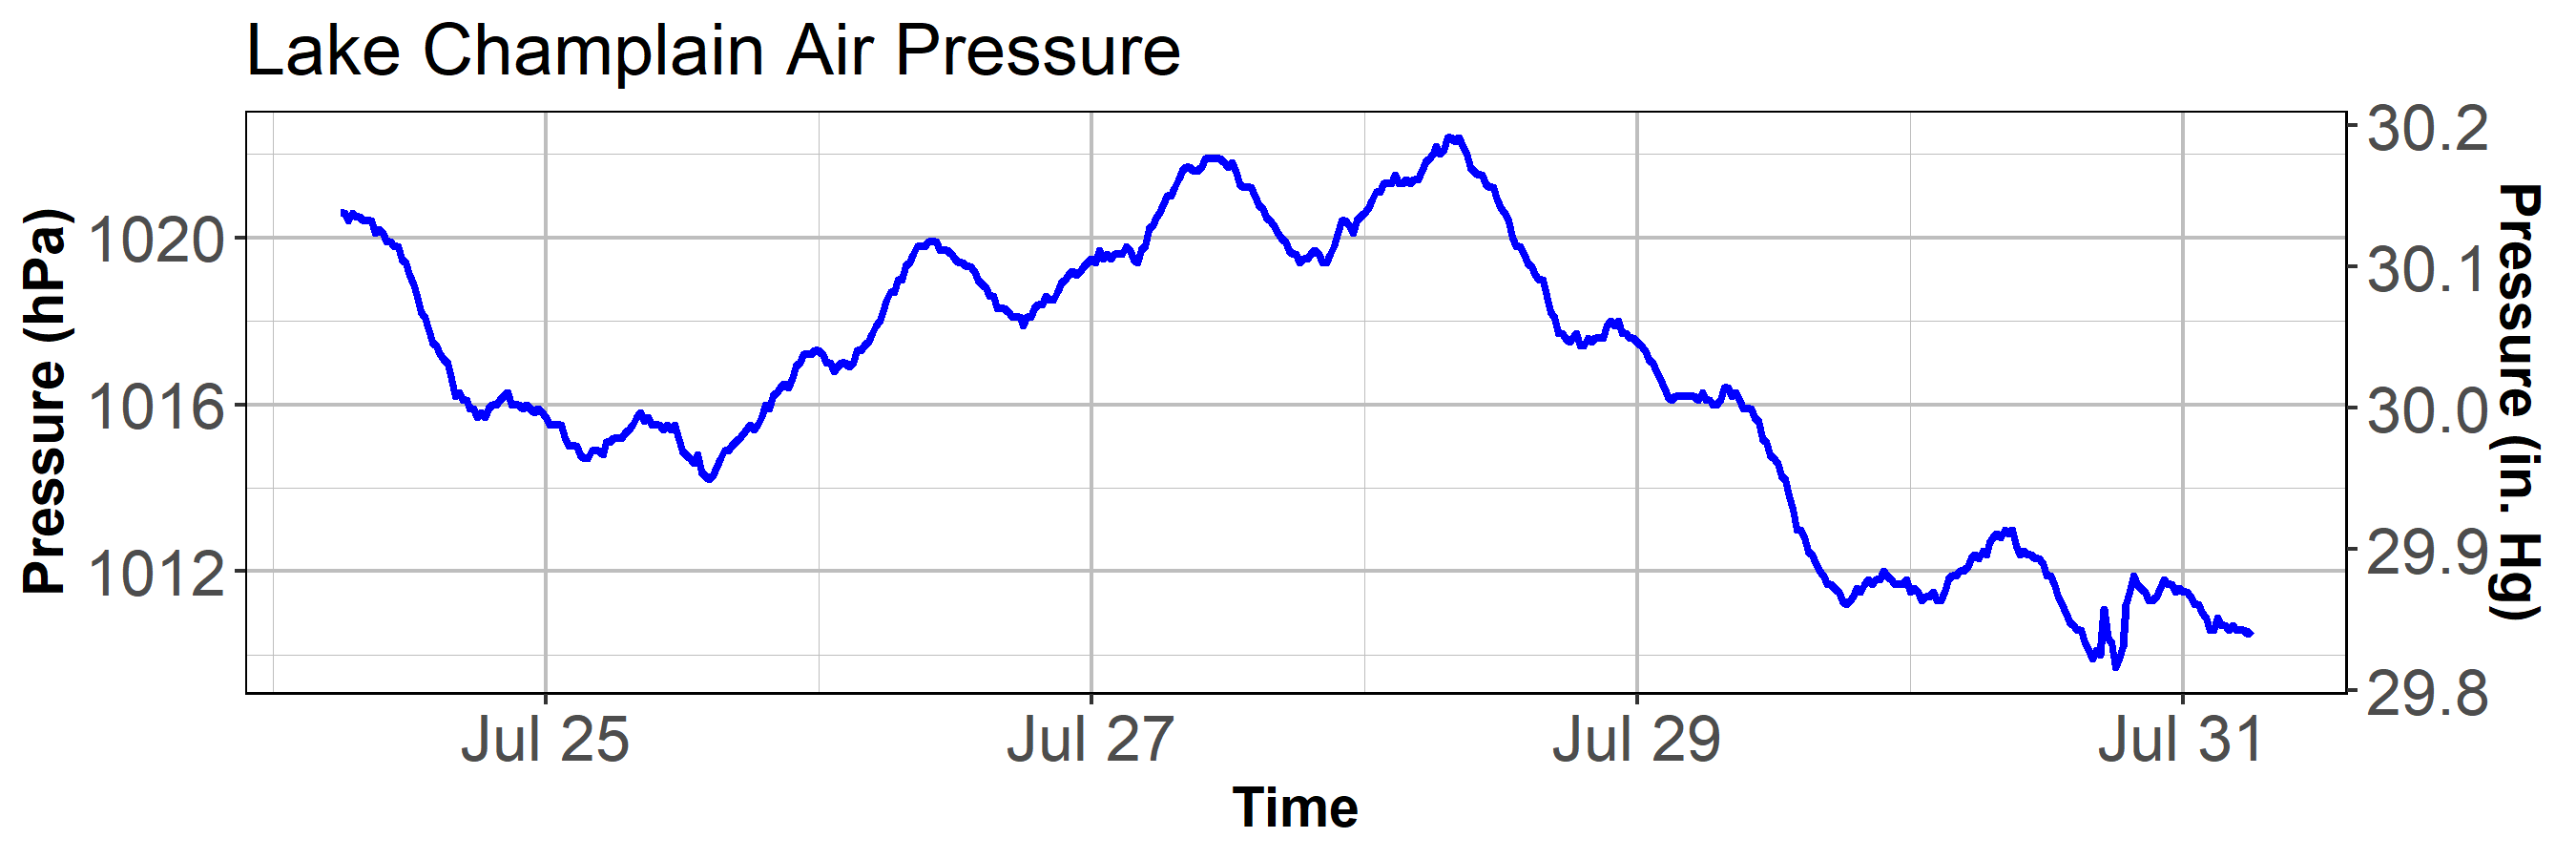 Lake Champlain Air Pressure
Pressure (hPa)
1020
1016
1012
30.2
30.1
30.0
29.9
29.8
Pressure (in. Hg)
Jul 25
Jul 27
Jul 29
Jul 31
Time